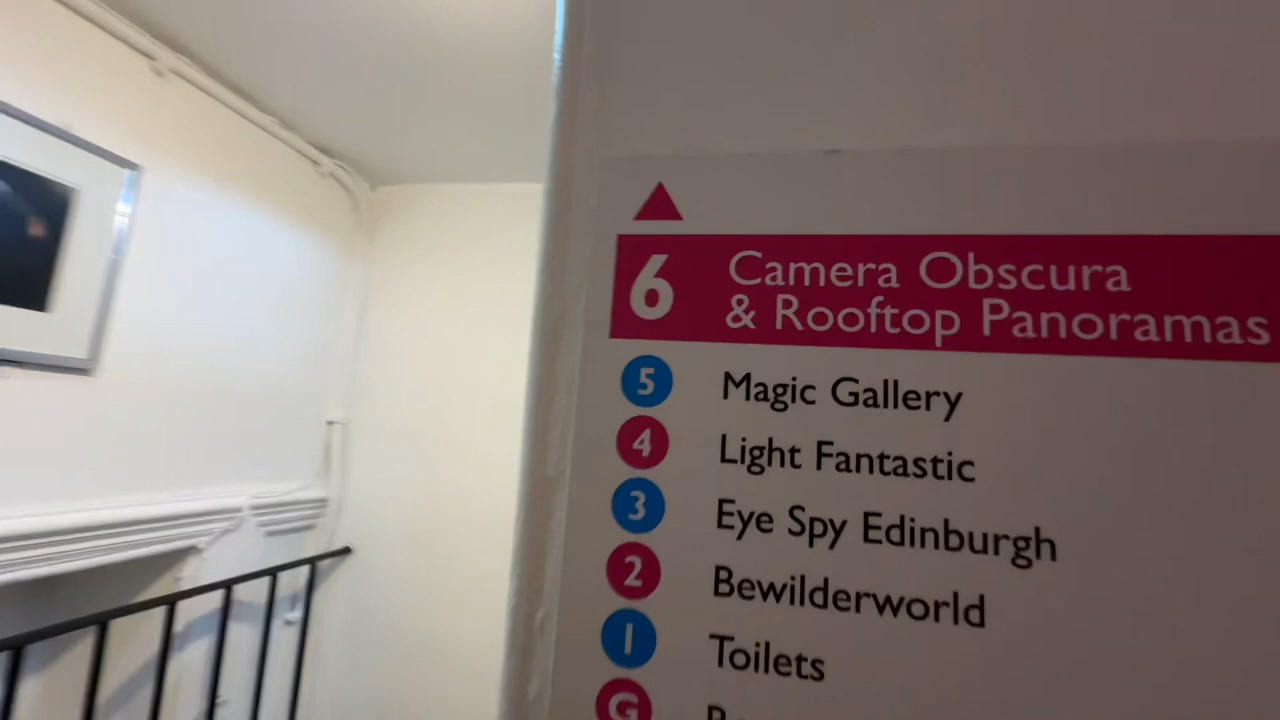 6 Camera Obscura
& Rooftop Panoramas
5 Magic Gallery
4 Light Fantastic
3 Eye Spy Edinburgh
2 Bewilderworld
1 Toilets
G